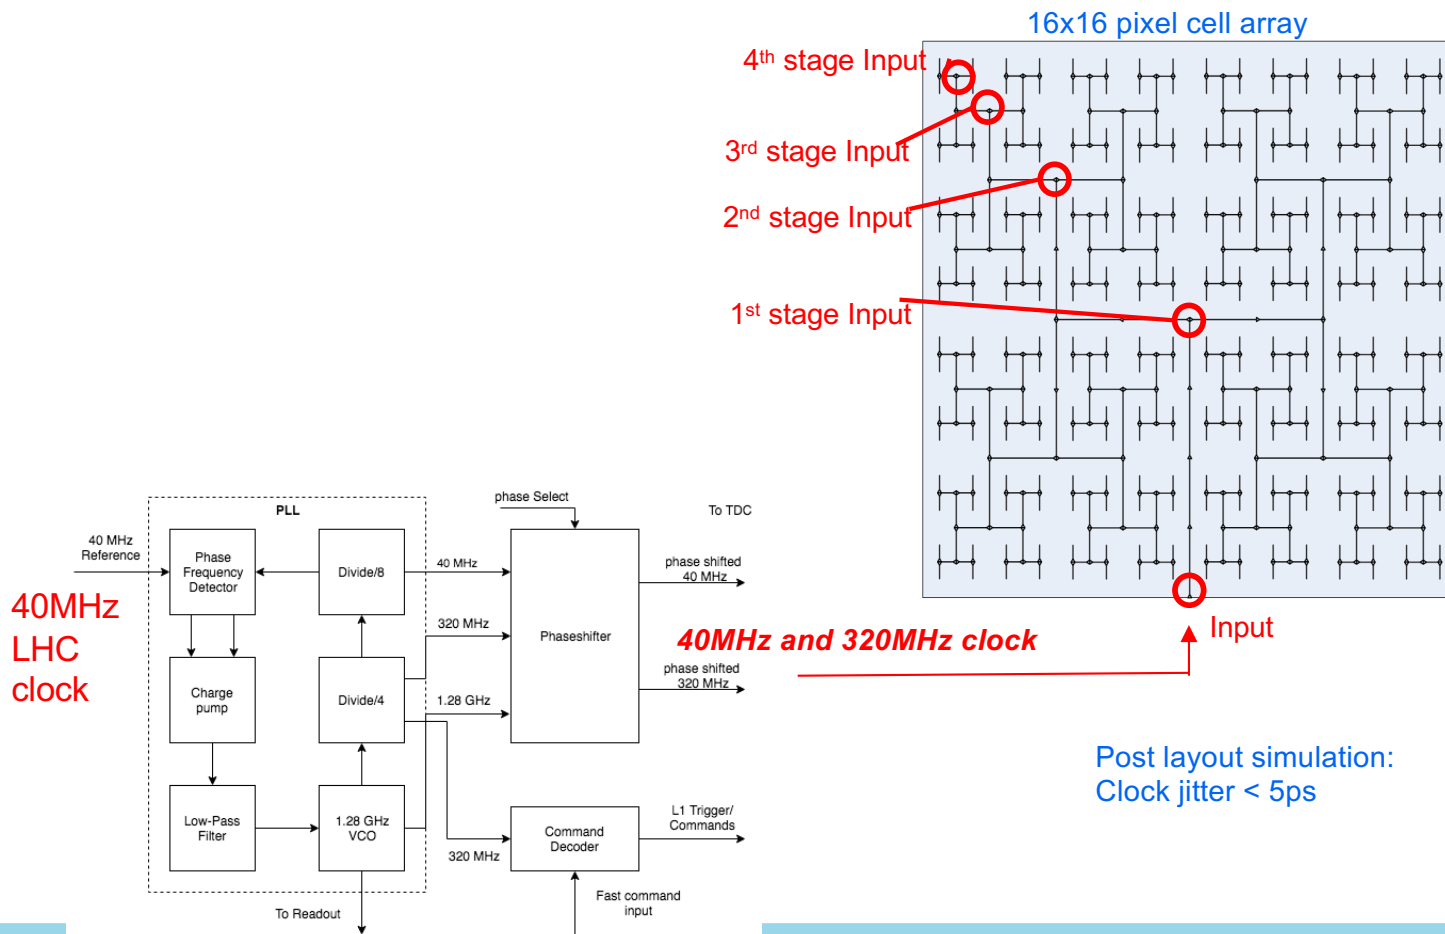 16x16 pixel cell array
4th stage Input
3rd stage Input
2nd stage Input
1st stage Input
Input
40MHz and 320MHz clock
Post layout simulation:
Clock jitter < 5ps
40MHz
LHC
clock
40 MHz
Reference
PLL
Phase
Frequency
Detector
Divide/8
Charge
pump
Divide/4
Low-Pass
Filter
1.28 GHz
VCO
To Readout
40 MHz
320 MHz
1.28 GHz
320 MHz
phase Select
Phaseshifter
To TDC
phase shifted
40 MHz
phase shifted
320 MHz
Command
Decoder
L1 Trigger/
Commands
Fast command
input